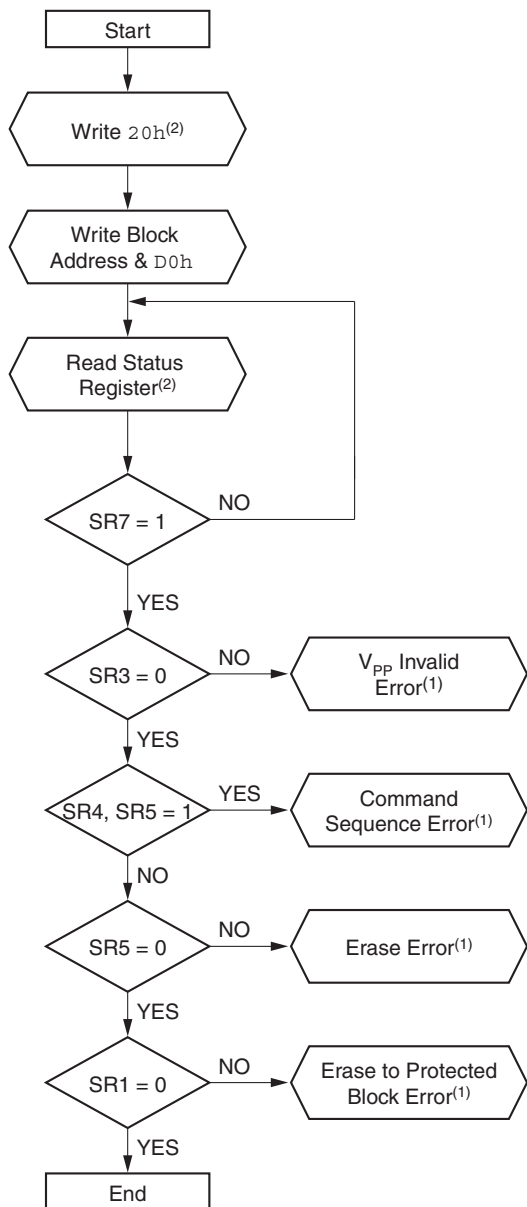 Start
Write 20h(2)
Write Block
Address & D0h
Read Status
Register(2)
SR7 = 1
NO
YES
SR3 = 0
NO
VPP Invalid
Error(1)
YES
SR4, SR5 = 1
YES
Command
Sequence Error(1)
NO
SR5 = 0
NO
Erase Error(1)
YES
SR1 = 0
NO
Erase to Protected
Block Error(1)
YES
End